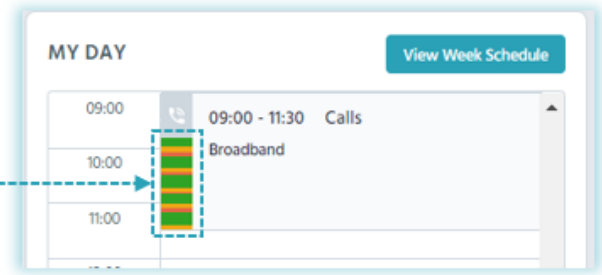 MY DAY
View Week Schedule
09:00
09:00 - 11:30 Calls
Broadband
10:00
11:00